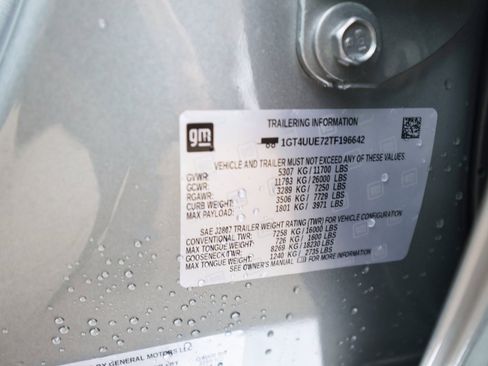 gm
TRAILERING INFORMATION
1GT4UUE72TF196642
VEHICLE AND TRAILER MUST NOT EXCEED ANY OF THESE VALUES.
GVWR: 5307 KG/11700 LBS
GCWR: 11793 KG/26000 LBS
RGAWR: 3289 KG/ 7250 LBS
CURB WEIGHT: 3506 KG/ 7729 LBS
MAX PAYLOAD: 1801 KG/ 3971 LBS
SAE J2807 TRAILER WEIGHT RATING (TWR) FOR VEHICLE CONFIGURATION
CONVENTIONAL TWR: 7258 KG/16000 LBS
MAX TONGUE WEIGHT: 726 KG/ 1600 LBS
GOOSENECK TWR: 8269 KG/18230 LBS
MAX TONGUE WEIGHT: 1240 KG/ 2735 LBS
SEE OWNER'S MANUAL FOR MORE INFORMATION
BY GENERAL MOTORS LLC